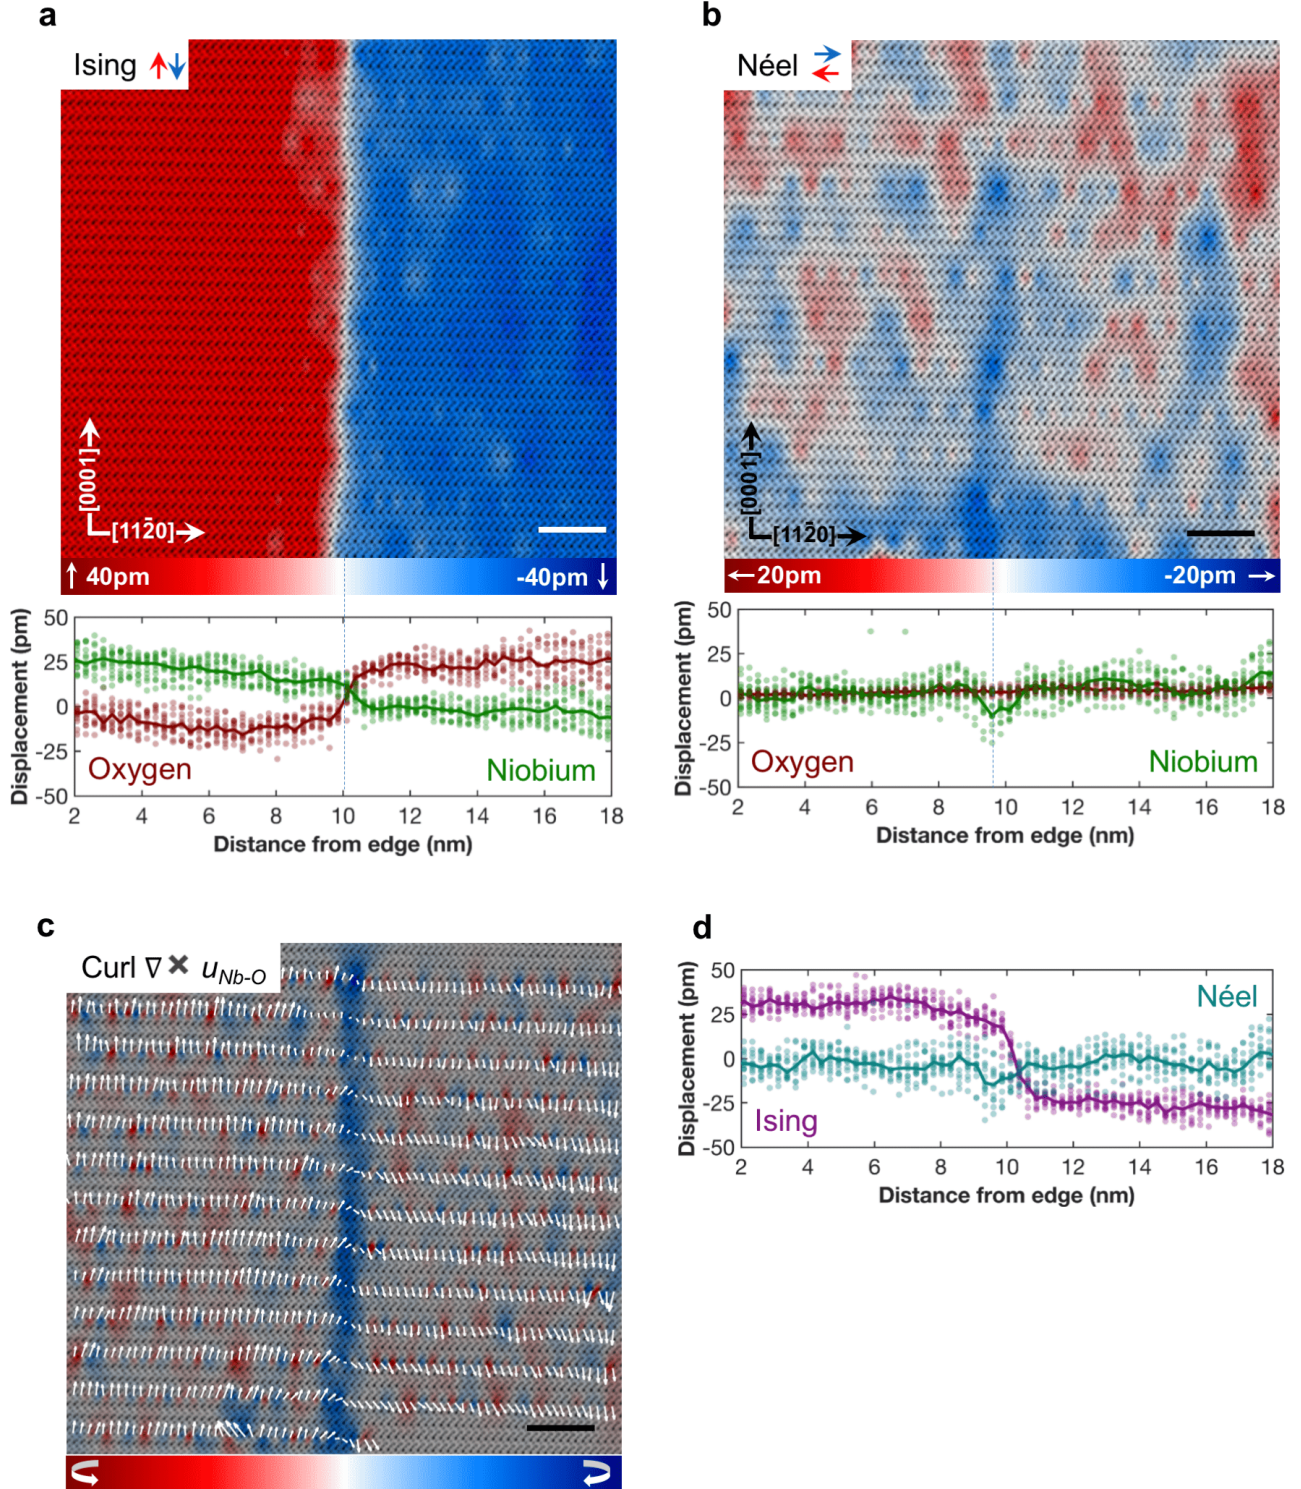 a
Ising
[0001]
[112̄0]
40pm
-40pm
Displacement (pm)
50
25
0
-25
-50
Oxygen
Niobium
2 4 6 8 10 12 14 16 18
Distance from edge (nm)
b
Néel
[0001]
[112̄0]
20pm
-20pm
Displacement (pm)
50
25
0
-25
-50
Oxygen
Niobium
2 4 6 8 10 12 14 16 18
Distance from edge (nm)
c
Curl ∇ × u_Nb-O
d
Displacement (pm)
50
25
0
-25
-50
Néel
Ising
2 4 6 8 10 12 14 16 18
Distance from edge (nm)